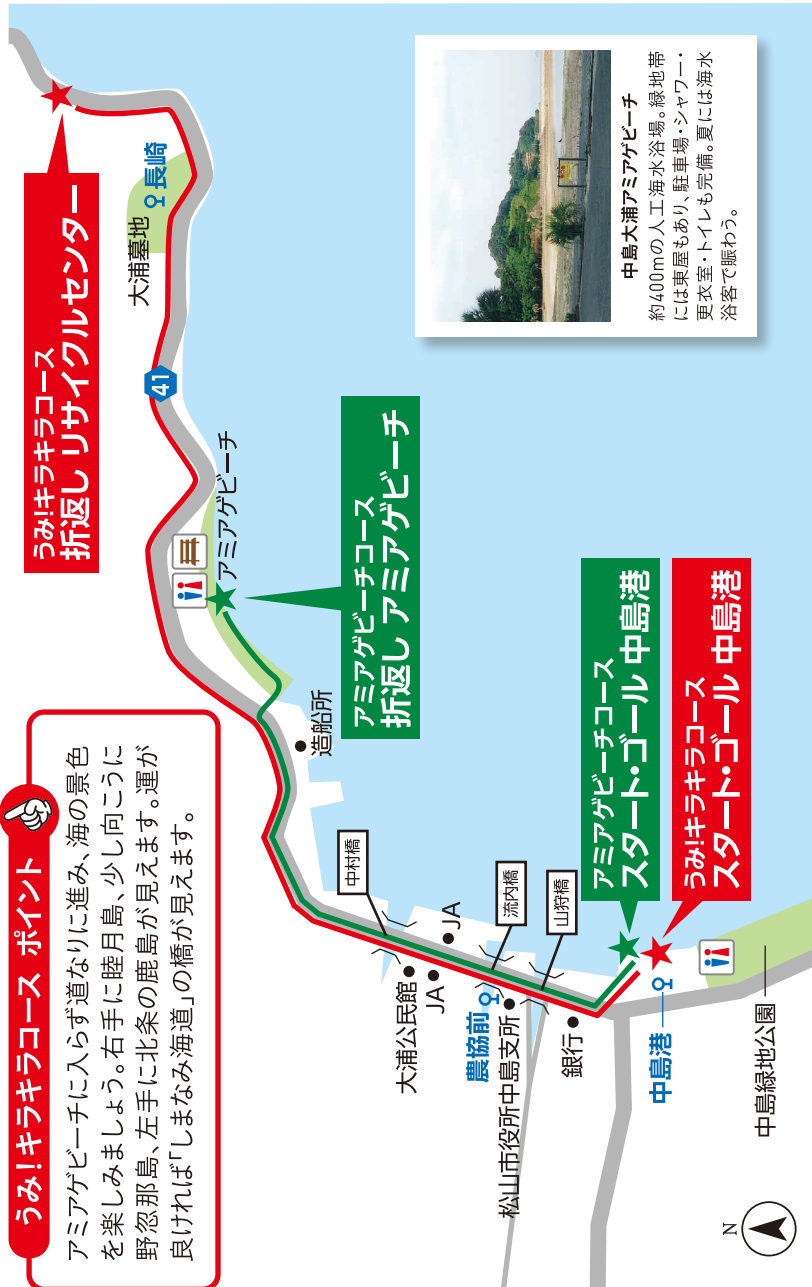 うみ!キラキラコース ポイント
アミアゲビーチに入らず道なりに進み、海の景色
を楽しみましょう。右手に睦月島、少し向こうに
野忽那島、左手に北条の鹿島が見えます。運が
良ければ「しまなみ海道」の橋が見えます。
うみ!キラキラコース
折返し リサイクルセンター
大浦墓地
長崎
41
アミアゲビーチ
アミアゲビーチコース
折返し アミアゲビーチ
造船所
中村橋
大浦公民館
JA
JA
農協前
流内橋
松山市役所中島支所
山狩橋
銀行
アミアゲビーチコース
スタート・ゴール 中島港
うみ!キラキラコース
スタート・ゴール 中島港
中島港
中島緑地公園
N
中島大浦アミアゲビーチ
約400mの人工海水浴場。緑地帯
には東屋もあり、駐車場・シャワー・
更衣室・トイレも完備。夏には海水
浴客で賑わう。